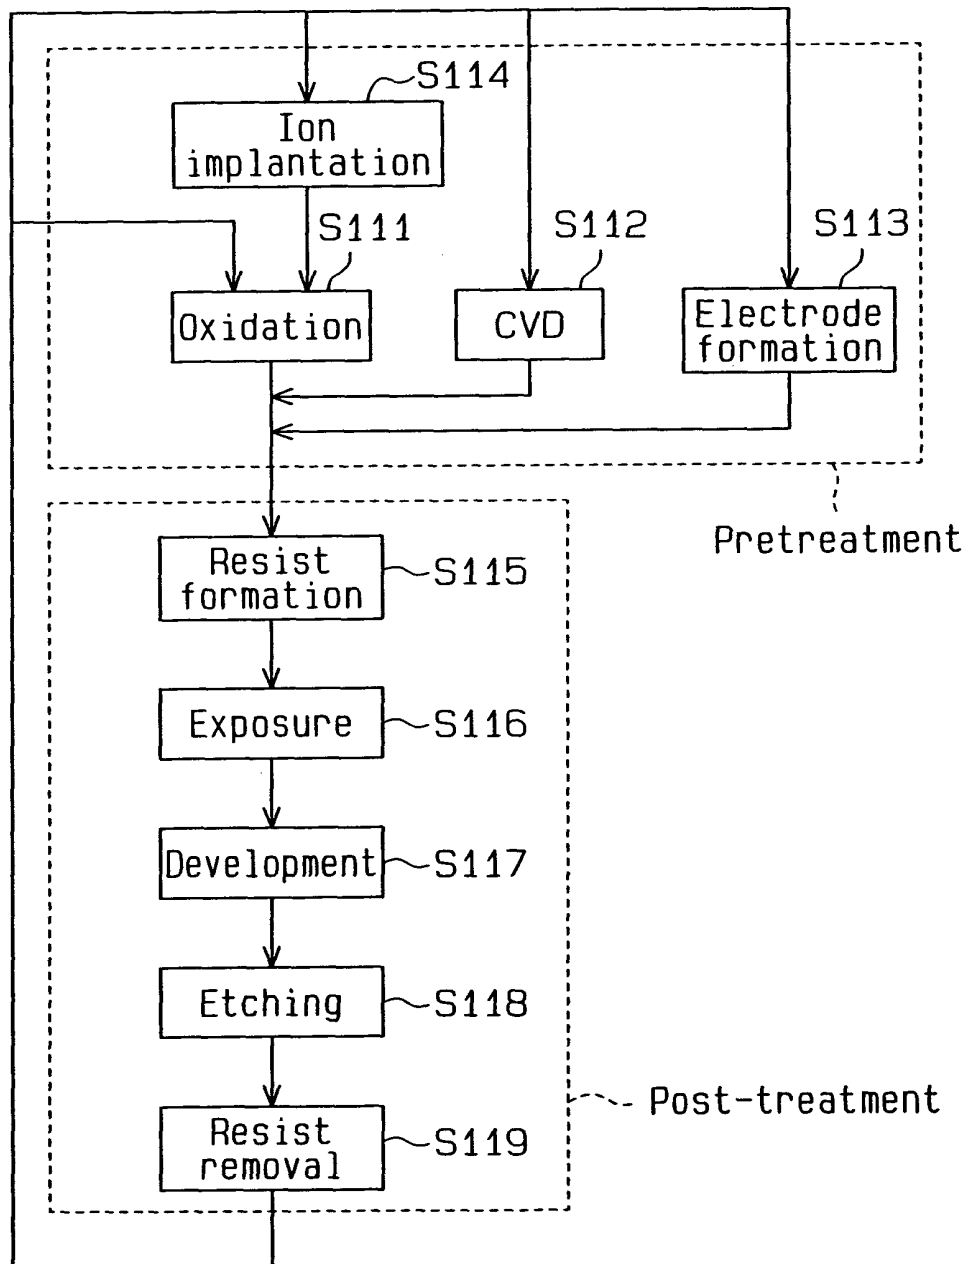 S114
Ion
implantation
S111
S112
S113
Oxidation
CVD
Electrode
formation
Pretreatment
Resist
formation
S115
Exposure
S116
Development
S117
Etching
S118
Post-treatment
Resist
removal
S119